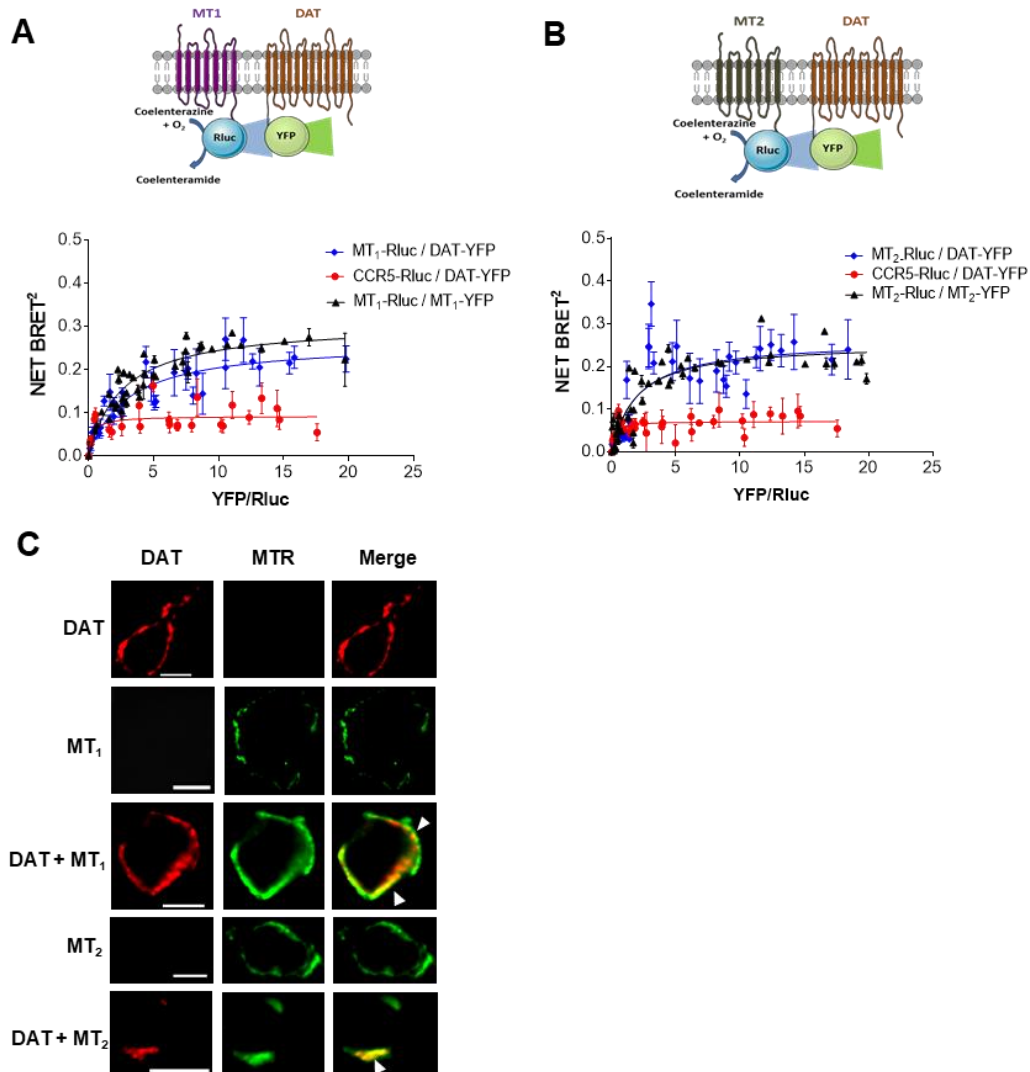 A
MT1 DAT
Coelenterazine
+ O₂
Rluc YFP
Coelenteramide
0.5
0.4
0.3
0.2
0.1
0.0
NET BRET²
MT₁-Rluc / DAT-YFP
CCR5-Rluc / DAT-YFP
MT₁-Rluc / MT₁-YFP
0 5 10 15 20 25
YFP/Rluc
B
MT2 DAT
Coelenterazine
+ O₂
Rluc YFP
Coelenteramide
0.5
0.4
0.3
0.2
0.1
0.0
NET BRET²
MT₂-Rluc / DAT-YFP
CCR5-Rluc / DAT-YFP
MT₂-Rluc / MT₂-YFP
0 5 10 15 20 25
YFP/Rluc
C
DAT MTR Merge
DAT
MT₁
DAT + MT₁
MT₂
DAT + MT₂